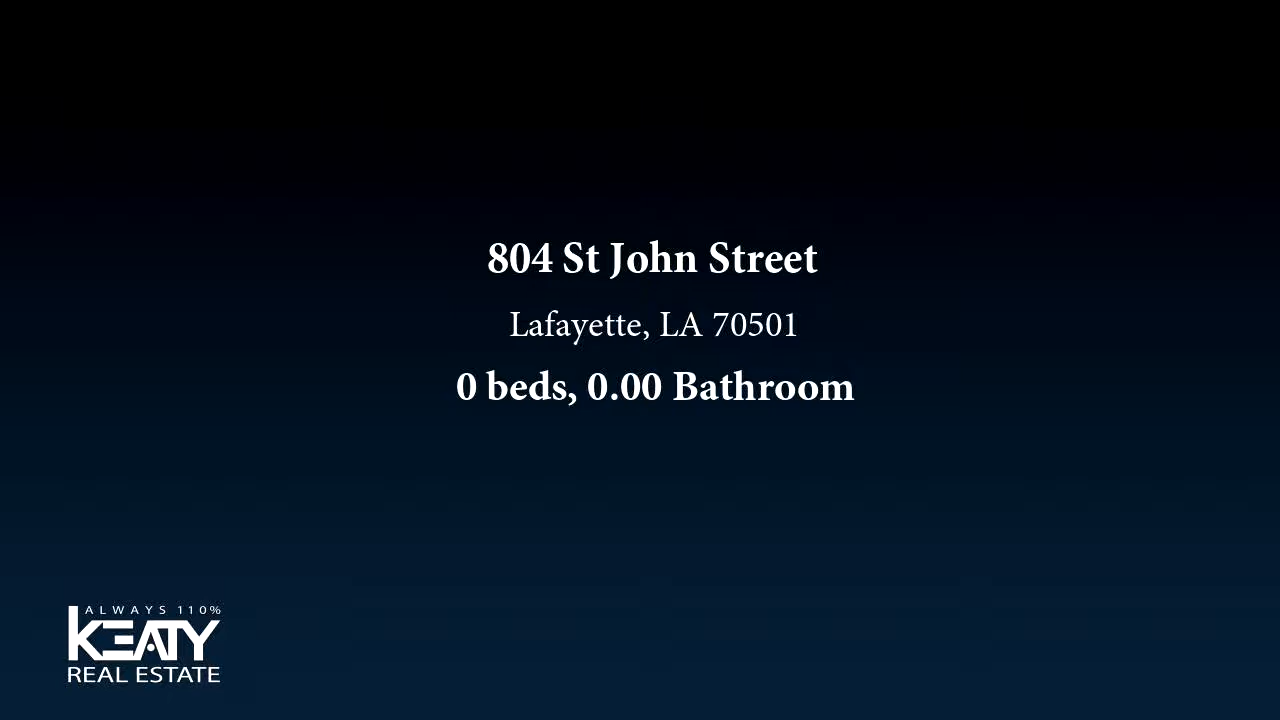 804 St John Street
Lafayette, LA 70501
0 beds, 0.00 Bathroom
ALWAYS 110%
KEATY
REAL ESTATE